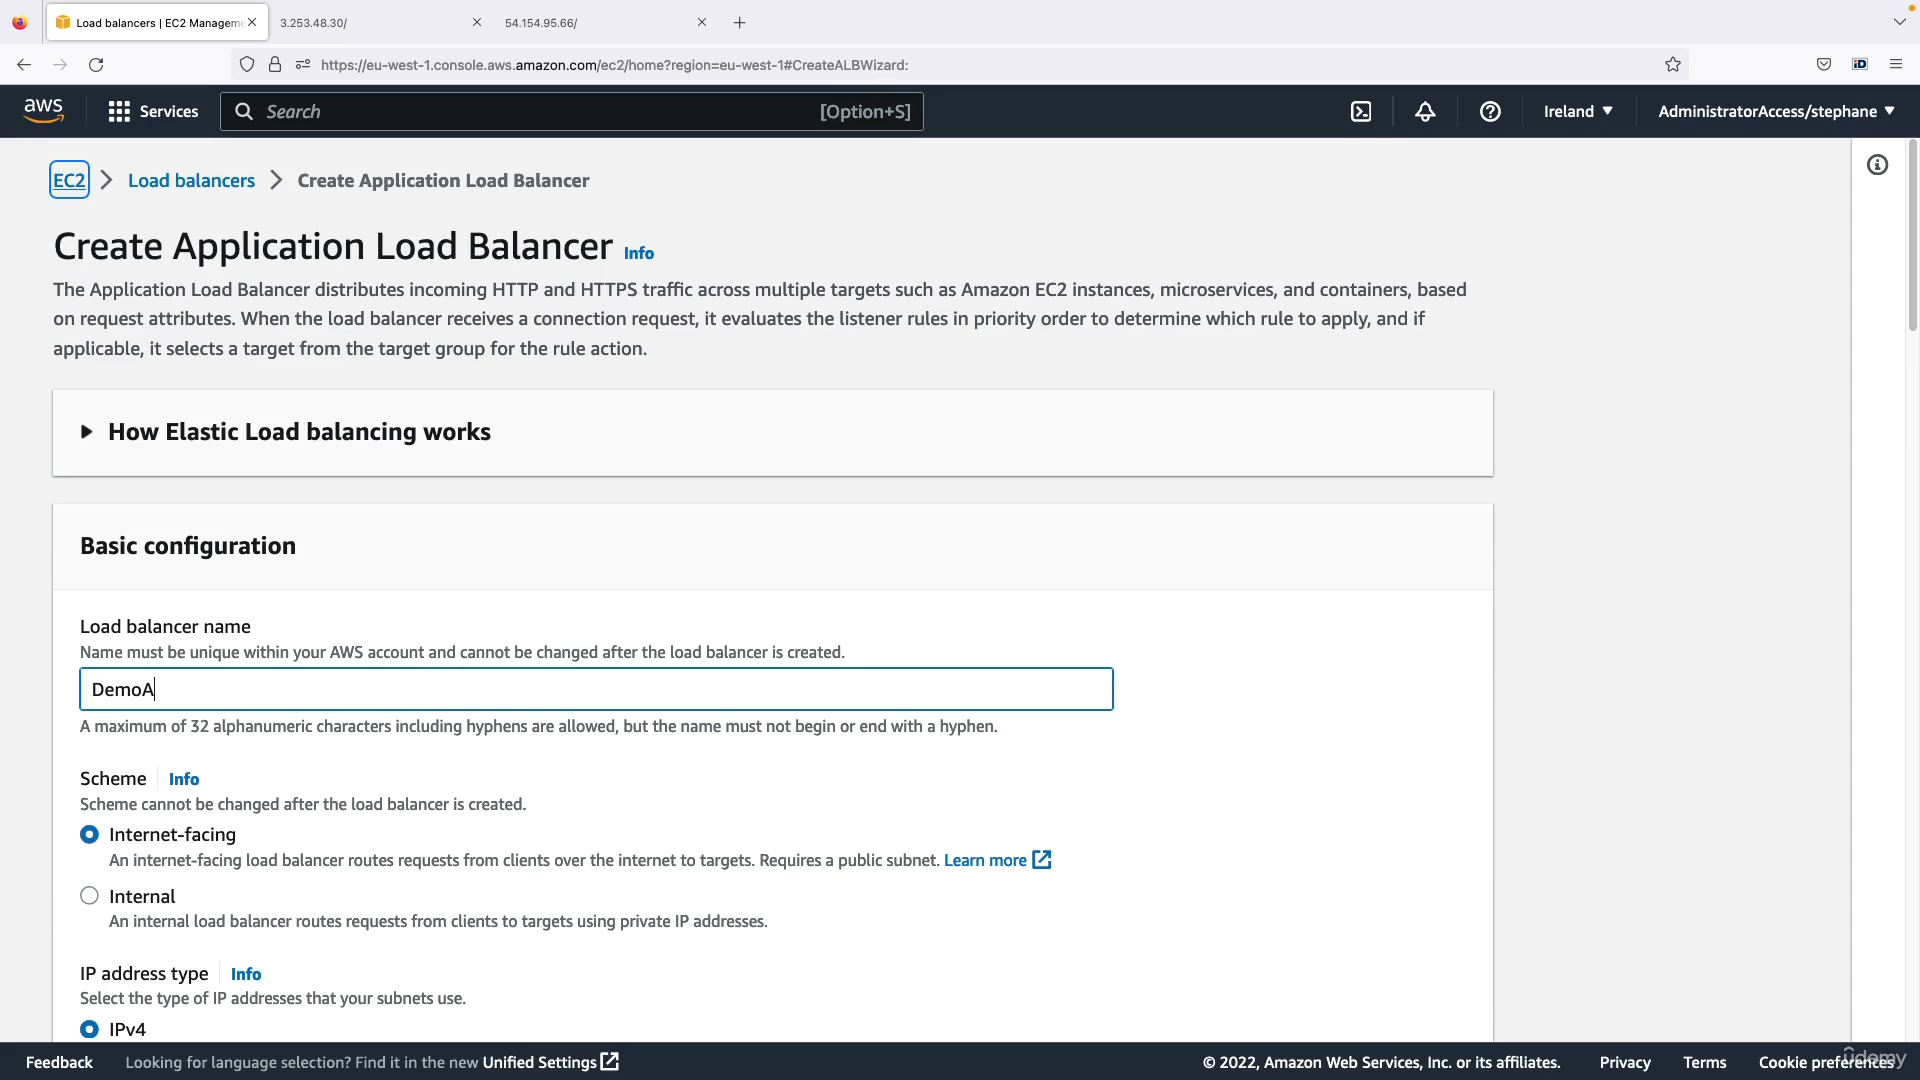 Load balancers | EC2 Managem
3.253.48.30/
54.154.95.66/
https://eu-west-1.console.aws.amazon.com/ec2/home?region=eu-west-1#CreateALBWizard:
iD
aws
Services
Search
[Option+S]
Ireland
AdministratorAccess/stephane
EC2
Load balancers
Create Application Load Balancer
Create Application Load Balancer Info
The Application Load Balancer distributes incoming HTTP and HTTPS traffic across multiple targets such as Amazon EC2 instances, microservices, and containers, based
on request attributes. When the load balancer receives a connection request, it evaluates the listener rules in priority order to determine which rule to apply, and if
applicable, it selects a target from the target group for the rule action.
How Elastic Load balancing works
Basic configuration
Load balancer name
Name must be unique within your AWS account and cannot be changed after the load balancer is created.
DemoA
A maximum of 32 alphanumeric characters including hyphens are allowed, but the name must not begin or end with a hyphen.
Scheme Info
Scheme cannot be changed after the load balancer is created.
Internet-facing
An internet-facing load balancer routes requests from clients over the internet to targets. Requires a public subnet. Learn more
Internal
An internal load balancer routes requests from clients to targets using private IP addresses.
IP address type Info
Select the type of IP addresses that your subnets use.
IPv4
Feedback
Looking for language selection? Find it in the new Unified Settings
© 2022, Amazon Web Services, Inc. or its affiliates.
Privacy
Terms
Cookie preferences
ûdemy